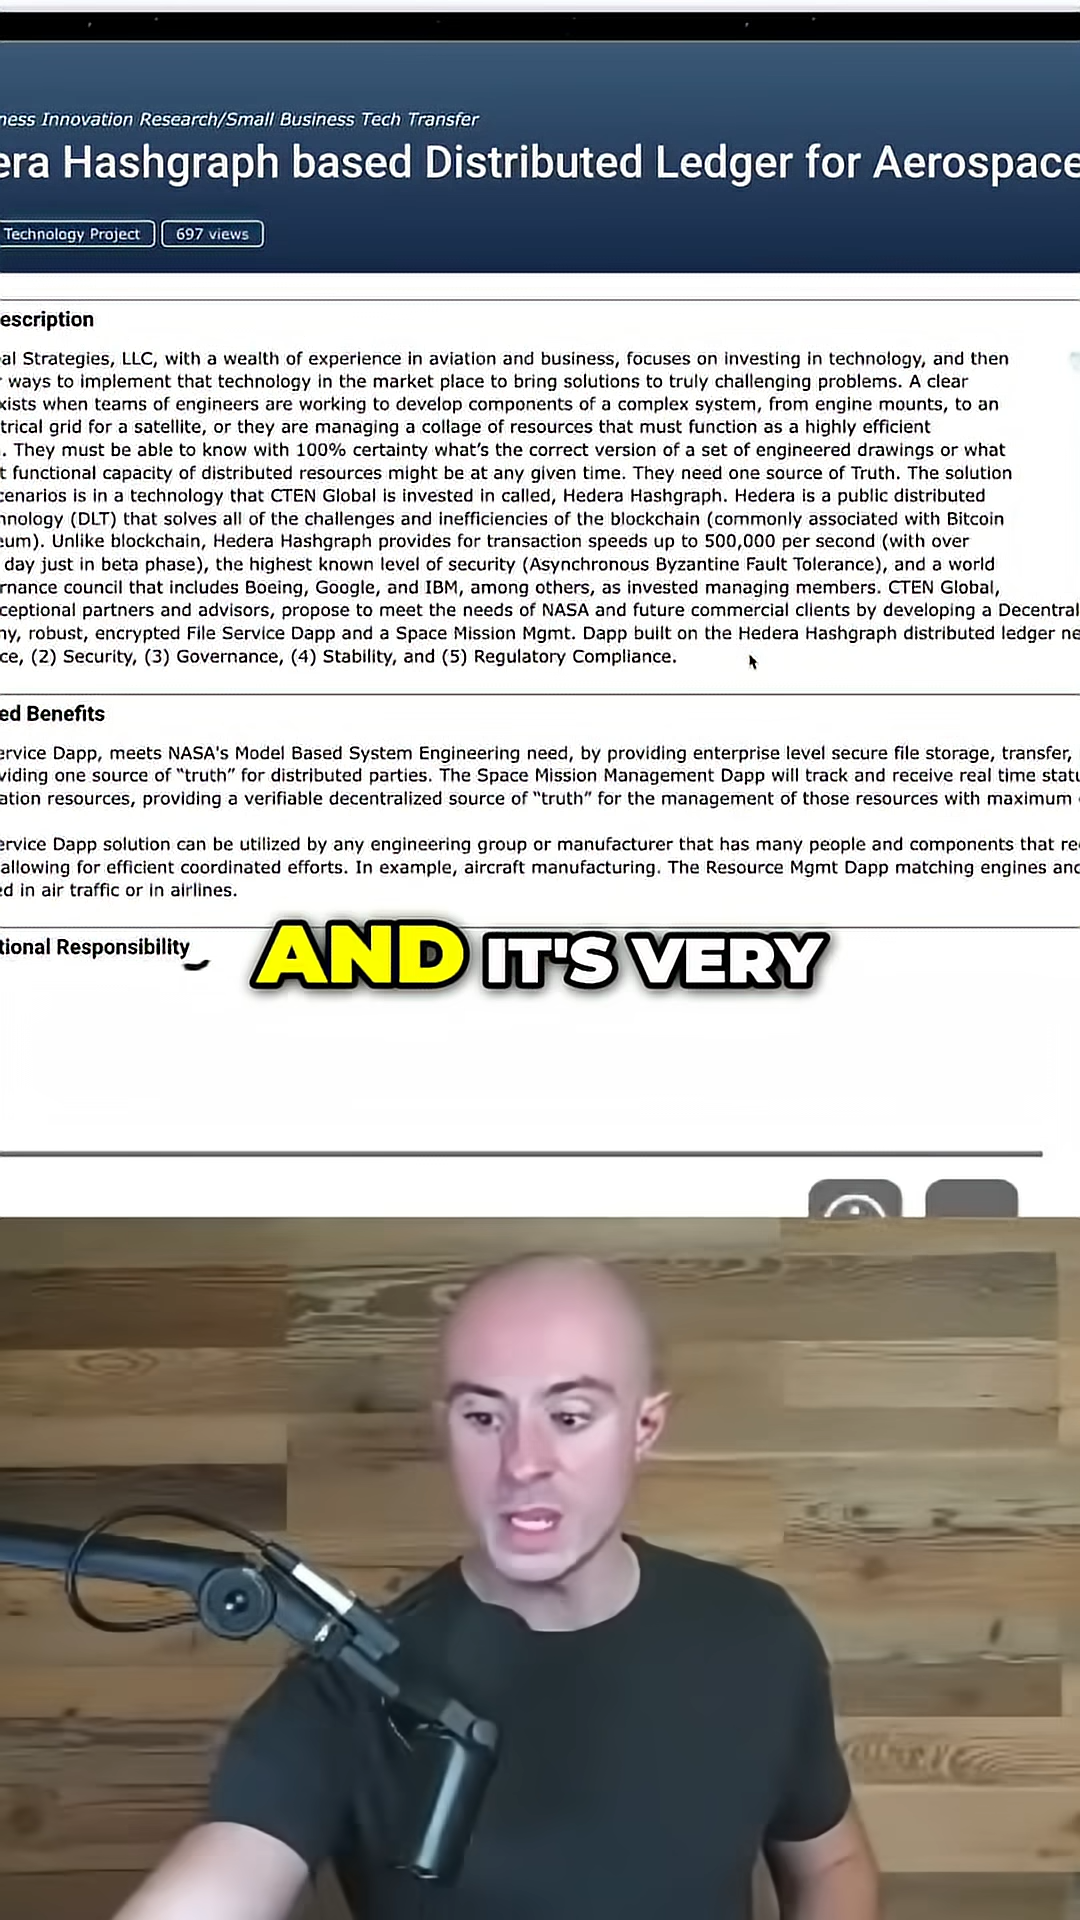 ness Innovation Research/Small Business Tech Transfer
era Hashgraph based Distributed Ledger for Aerospace
Technology Project
697 views
escription
al Strategies, LLC, with a wealth of experience in aviation and business, focuses on investing in technology, and then
r ways to implement that technology in the market place to bring solutions to truly challenging problems. A clear
xists when teams of engineers are working to develop components of a complex system, from engine mounts, to an
trical grid for a satellite, or they are managing a collage of resources that must function as a highly efficient
. They must be able to know with 100% certainty what's the correct version of a set of engineered drawings or what
t functional capacity of distributed resources might be at any given time. They need one source of Truth. The solution
cenarios is in a technology that CTEN Global is invested in called, Hedera Hashgraph. Hedera is a public distributed
hnology (DLT) that solves all of the challenges and inefficiencies of the blockchain (commonly associated with Bitcoin
eum). Unlike blockchain, Hedera Hashgraph provides for transaction speeds up to 500,000 per second (with over
day just in beta phase), the highest known level of security (Asynchronous Byzantine Fault Tolerance), and a world
rnance council that includes Boeing, Google, and IBM, among others, as invested managing members. CTEN Global,
ceptional partners and advisors, propose to meet the needs of NASA and future commercial clients by developing a Decentral
hy, robust, encrypted File Service Dapp and a Space Mission Mgmt. Dapp built on the Hedera Hashgraph distributed ledger ne
ce, (2) Security, (3) Governance, (4) Stability, and (5) Regulatory Compliance.
ed Benefits
ervice Dapp, meets NASA's Model Based System Engineering need, by providing enterprise level secure file storage, transfer,
viding one source of "truth" for distributed parties. The Space Mission Management Dapp will track and receive real time statu
ation resources, providing a verifiable decentralized source of "truth" for the management of those resources with maximum
ervice Dapp solution can be utilized by any engineering group or manufacturer that has many people and components that re
allowing for efficient coordinated efforts. In example, aircraft manufacturing. The Resource Mgmt Dapp matching engines and
ed in air traffic or in airlines.
tional Responsibility
AND IT'S VERY